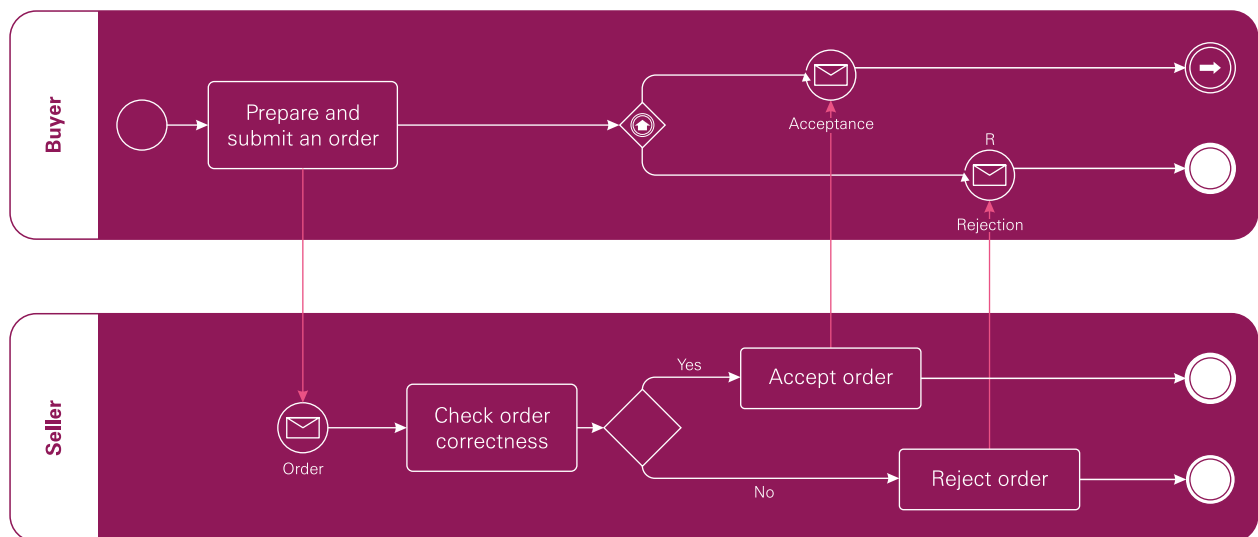 Buyer
Prepare and
submit an order
Acceptance
R
Rejection
Seller
Order
Check order
correctness
Yes
No
Accept order
Reject order